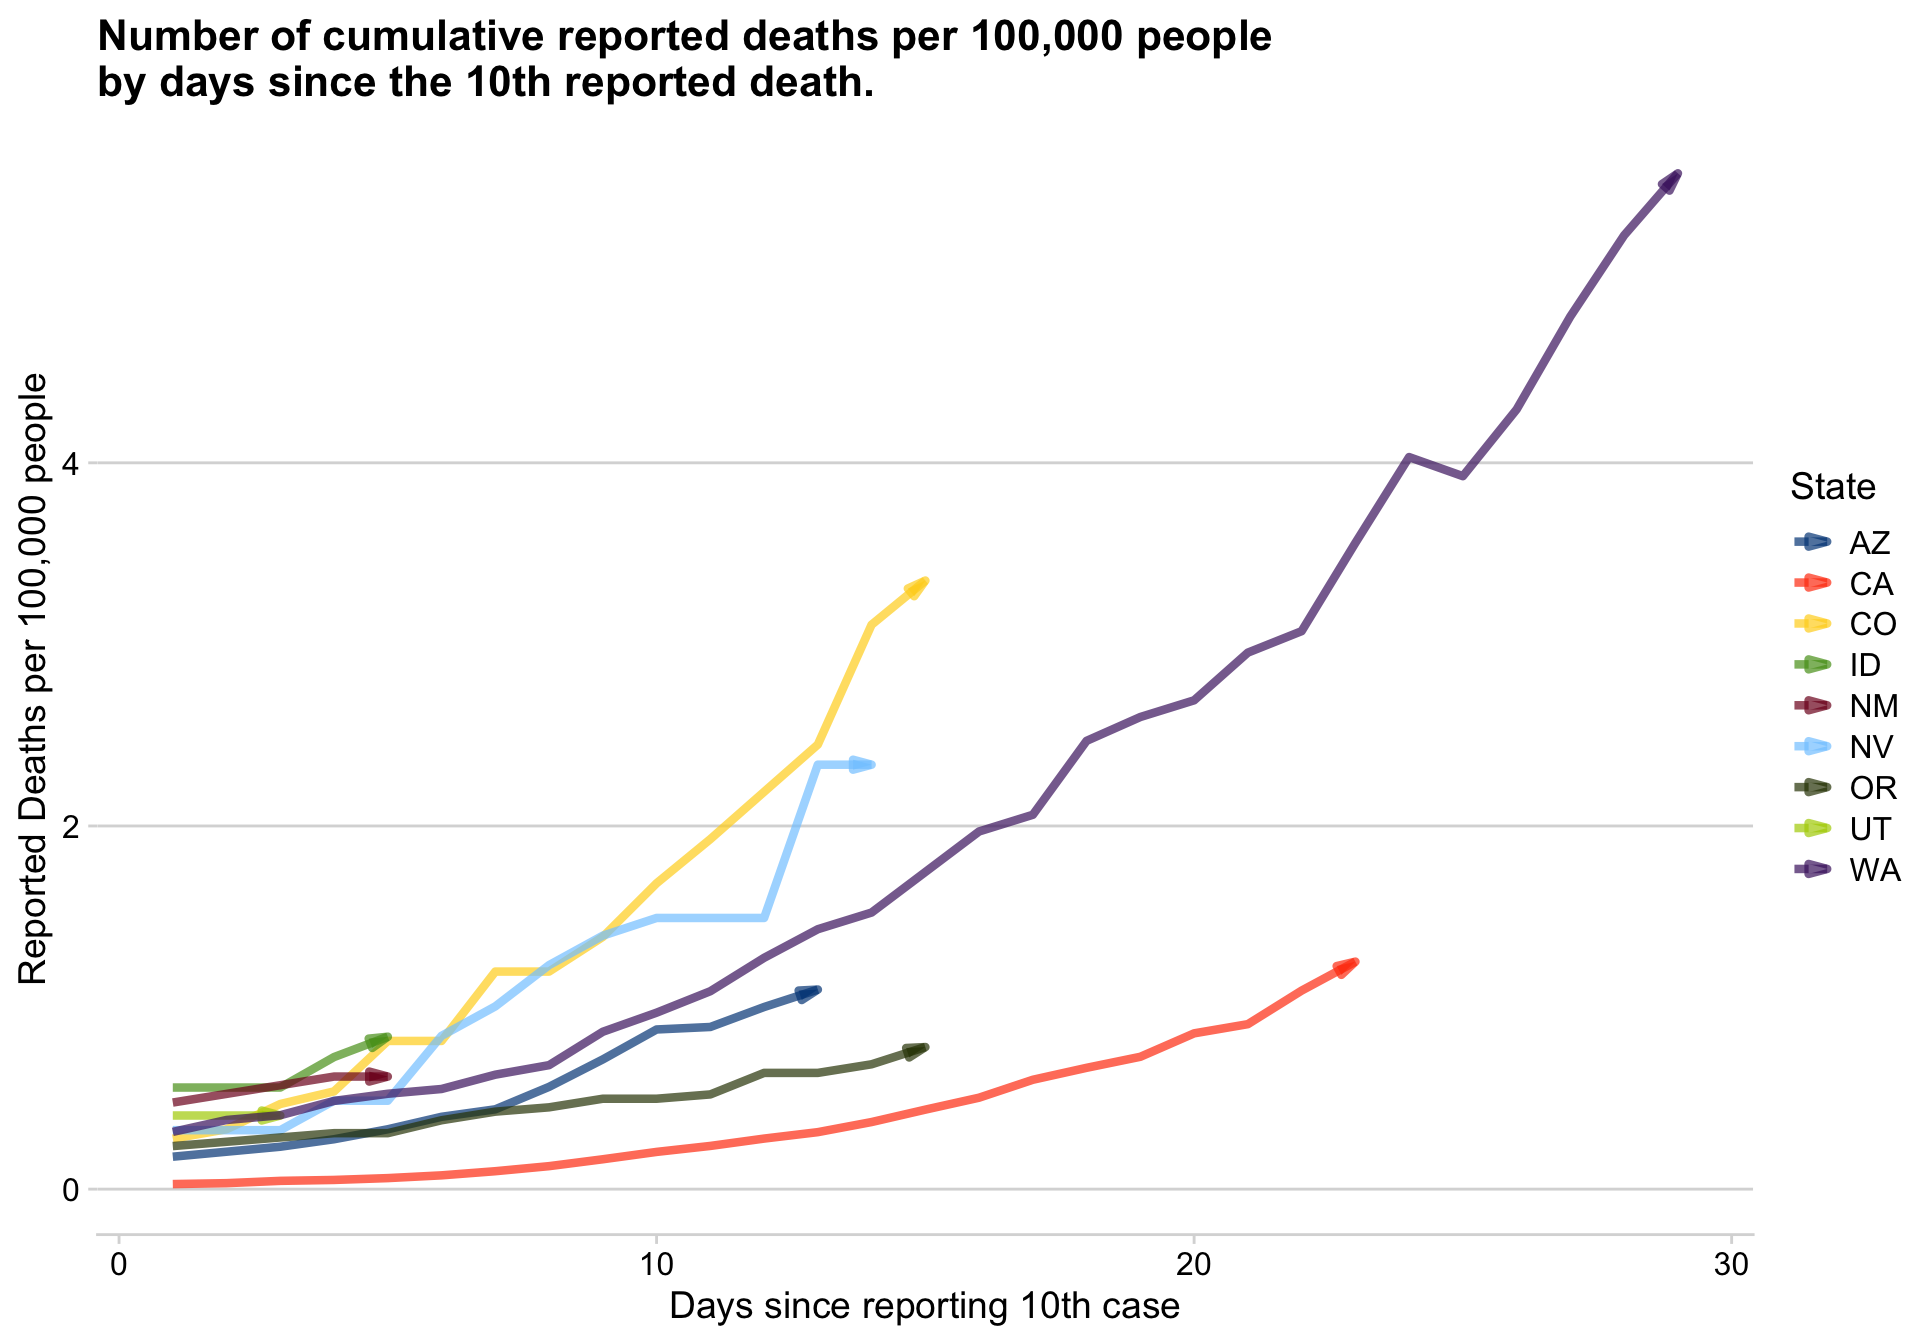 Number of cumulative reported deaths per 100,000 people
by days since the 10th reported death.
Reported Deaths per 100,000 people
4
2
0
0
10
20
30
Days since reporting 10th case
State
AZ
CA
CO
ID
NM
NV
OR
UT
WA